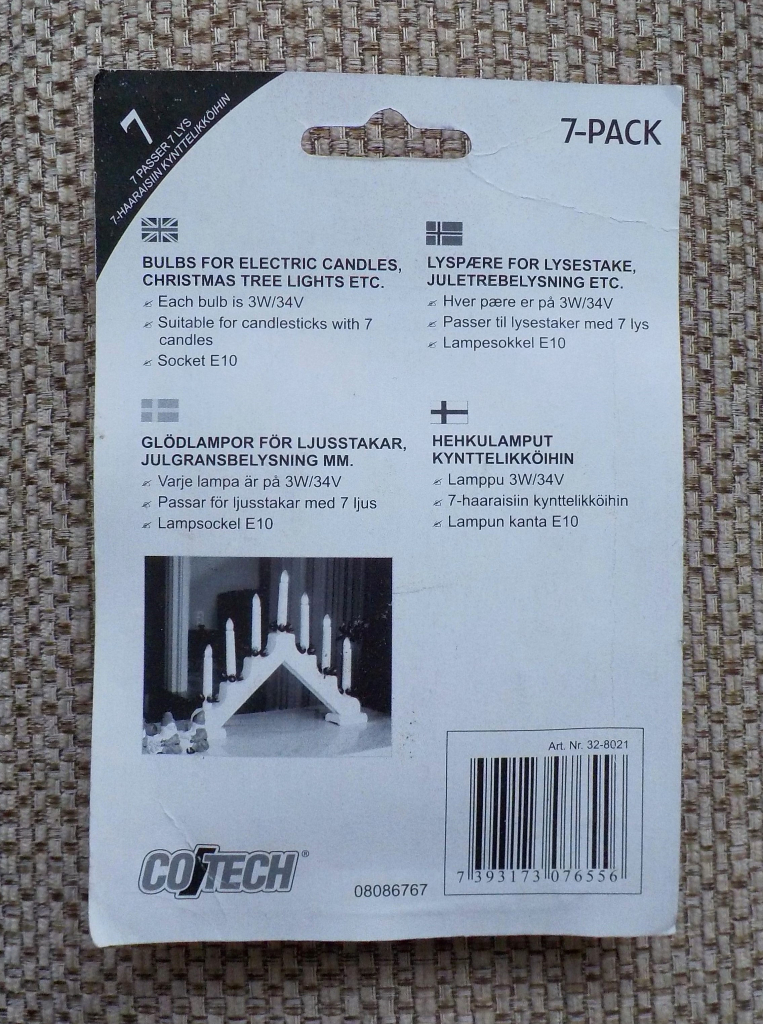 7
7 PASSER 7 LYS
7-HAARAISIIN KYNTTELIKKÖIHIN
7-PACK
BULBS FOR ELECTRIC CANDLES,
CHRISTMAS TREE LIGHTS ETC.
Each bulb is 3W/34V
Suitable for candlesticks with 7
candles
Socket E10
LYSPÆRE FOR LYSESTAKE,
JULETREBELYSNING ETC.
Hver pære er på 3W/34V
Passer til lysestaker med 7 lys
Lampesokkel E10
GLÖDLAMPOR FÖR LJUSSTAKAR,
JULGRANSBELYSNING MM.
Varje lampa är på 3W/34V
Passar för ljusstakar med 7 ljus
Lampsockel E10
HEHKULAMPUT
KYNTTELIKKÖIHIN
Lamppu 3W/34V
7-haaraisiin kynttelikköihin
Lampun kanta E10
CO/TECH®
08086767
Art. Nr. 32-8021
7 393173 076556